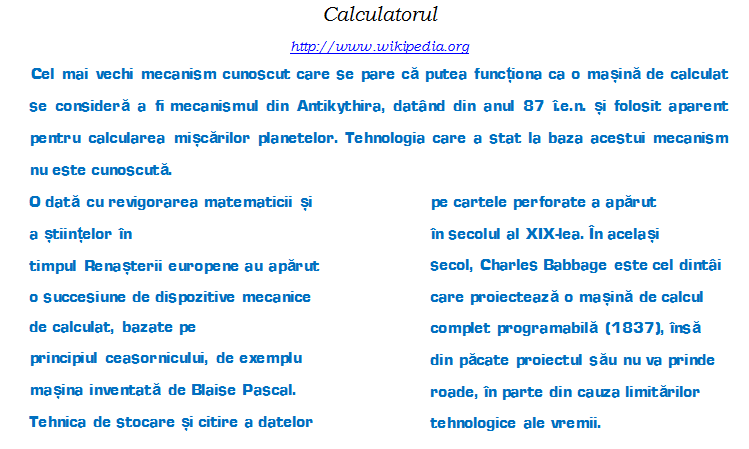 Calculatorul
http://www.wikipedia.org
Cel mai vechi mecanism cunoscut care se pare că putea funcționa ca o mașină de calculat
se consideră a fi mecanismul din Antikythira, datând din anul 87 î.e.n. și folosit aparent
pentru calcularea mișcărilor planetelor. Tehnologia care a stat la baza acestui mecanism
nu este cunoscută.
O dată cu revigorarea matematicii și
a științelor în
timpul Renașterii europene au apărut
o succesiune de dispozitive mecanice
de calculat, bazate pe
principiul ceasornicului, de exemplu
mașina inventată de Blaise Pascal.
Tehnica de stocare și citire a datelor
pe cartele perforate a apărut
în secolul al XIX-lea. În același
secol, Charles Babbage este cel dintâi
care proiectează o mașină de calcul
complet programabilă (1837), însă
din păcate proiectul său nu va prinde
roade, în parte din cauza limitărilor
tehnologice ale vremii.